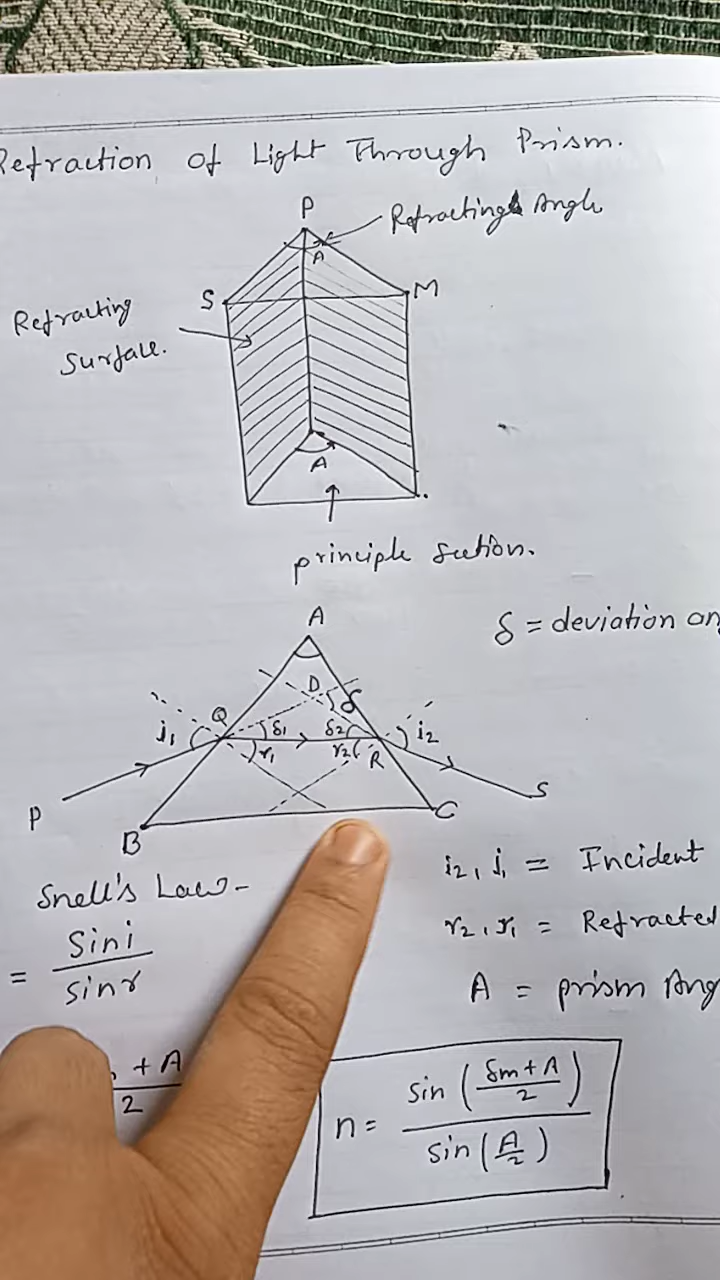 Refraction of Light Through Prism.
P
Refracting Angle
A
S
M
Refracting
Surface.
A
principle section.
A
δ = deviation
D
δ
Q
i₁
δ₁
δ₂
i₂
r₁
r₂
R
P
S
B
C
i₂, i₁ = Incident
Snell's Law-
r₂, r₁ = Refracted
= Sin i
sin r
A = prism Ang
+ A
2
n = sin (δm + A / 2)
sin (A / 2)